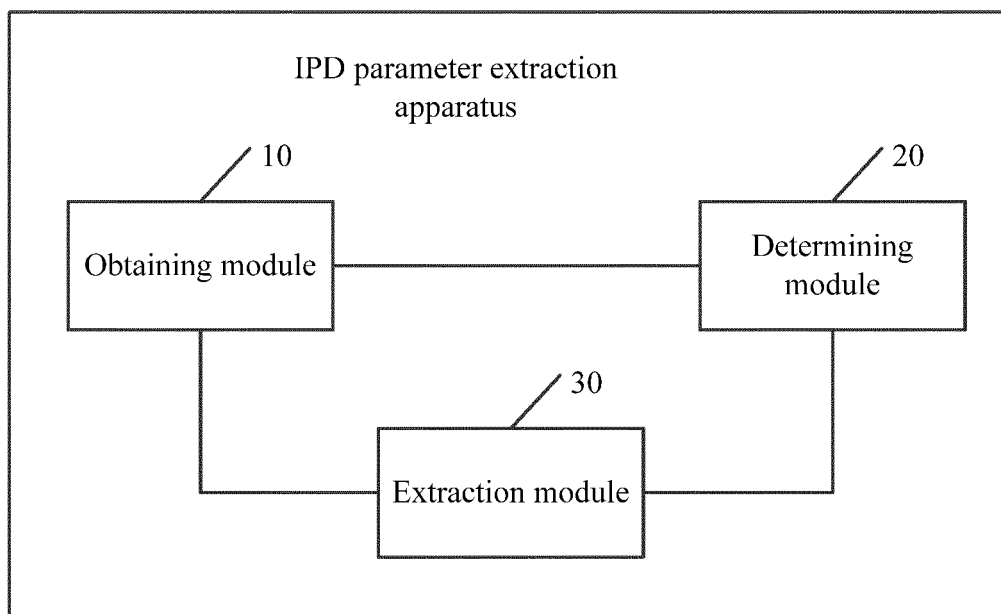 IPD parameter extraction
apparatus
10
20
Obtaining module
Determining
module
30
Extraction module